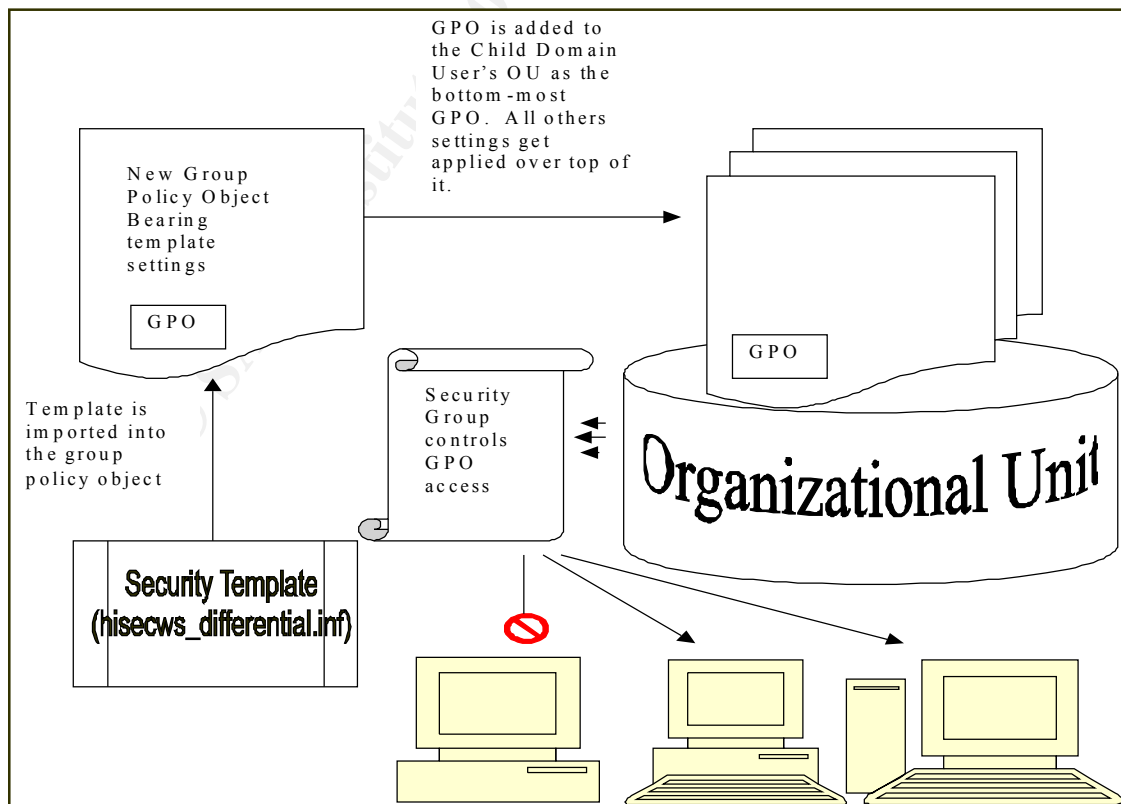 GPO is added to
the Child Domain
User's OU as the
bottom-most
GPO. All others
settings get
applied over top of
it.
New Group
Policy Object
Bearing
template
settings
GPO
GPO
Template is
imported into
the group
policy object
Security
Group
controls
GPO
access
Organizational Unit
Security Template
(hisecws_differential.inf)